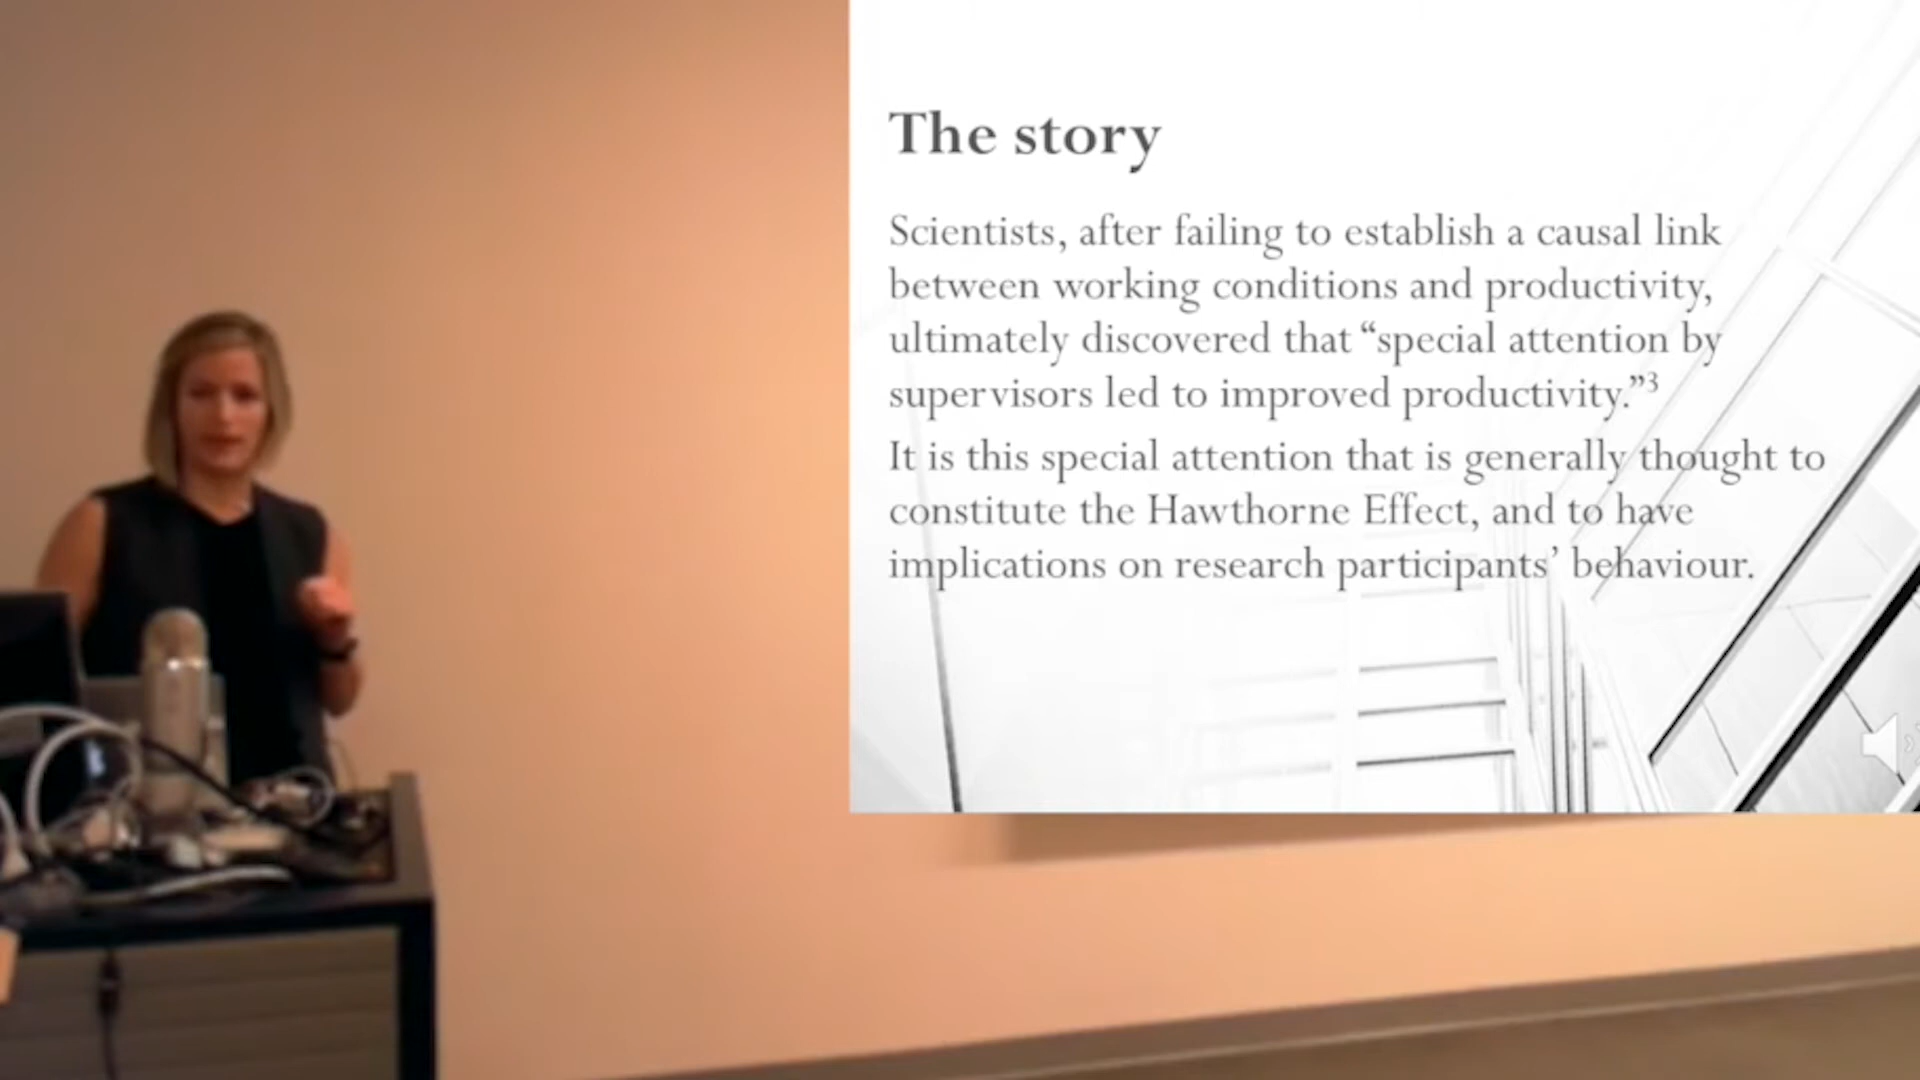 The story
Scientists, after failing to establish a causal link
between working conditions and productivity,
ultimately discovered that “special attention by
supervisors led to improved productivity.”³
It is this special attention that is generally thought to
constitute the Hawthorne Effect, and to have
implications on research participants’ behaviour.